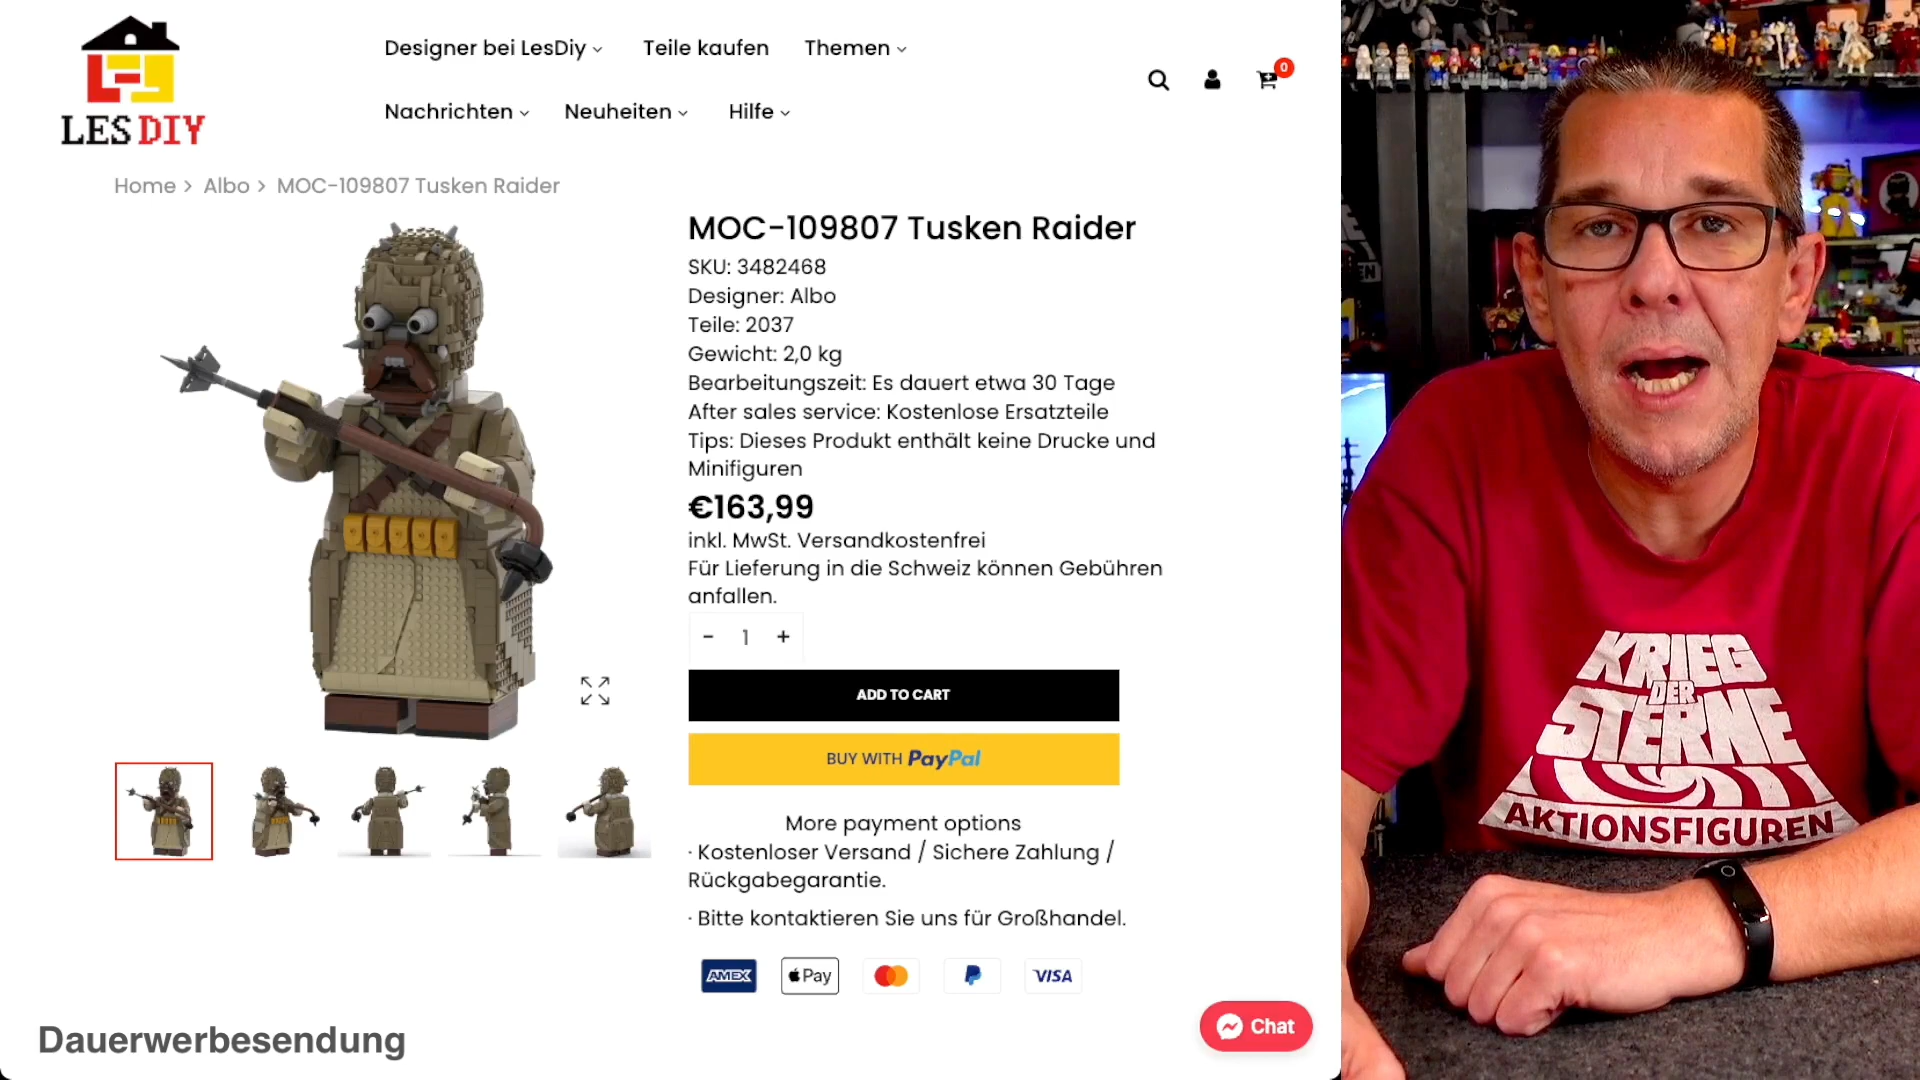 LES DIY
Designer bei LesDiy
Teile kaufen
Themen
Nachrichten
Neuheiten
Hilfe
0
Home > Albo > MOC-109807 Tusken Raider
MOC-109807 Tusken Raider
SKU: 3482468
Designer: Albo
Teile: 2037
Gewicht: 2,0 kg
Bearbeitungszeit: Es dauert etwa 30 Tage
After sales service: Kostenlose Ersatzteile
Tips: Dieses Produkt enthält keine Drucke und
Minifiguren
€163,99
inkl. MwSt. Versandkostenfrei
Für Lieferung in die Schweiz können Gebühren
anfallen.
- 1 +
ADD TO CART
BUY WITH PayPal
More payment options
· Kostenloser Versand / Sichere Zahlung /
Rückgabegarantie.
· Bitte kontaktieren Sie uns für Großhandel.
AMEX
Pay
VISA
Chat
Dauerwerbesendung
KRIEG
DER
STERNE
AKTIONSFIGUREN